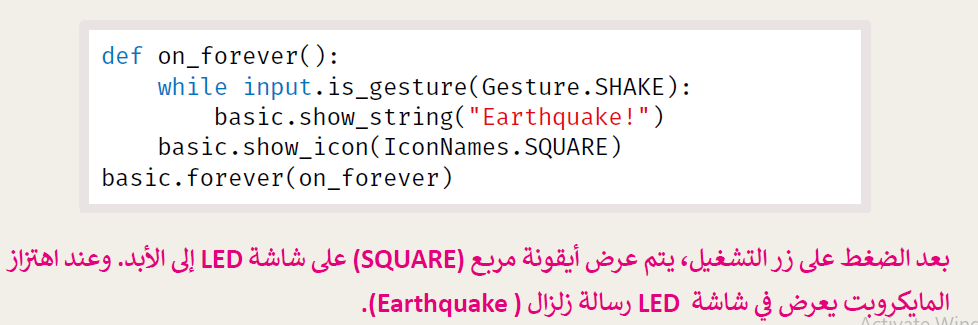 def on_forever():
    while input.is_gesture(Gesture.SHAKE):
        basic.show_string("Earthquake!")
    basic.show_icon(IconNames.SQUARE)
basic.forever(on_forever)
بعد الضغط على زر التشغيل، يتم عرض أيقونة مربع (SQUARE) على شاشة LED إلى الأبد. وعند اهتزاز
المايكروبت يعرض في شاشة LED رسالة زلزال ( Earthquake).